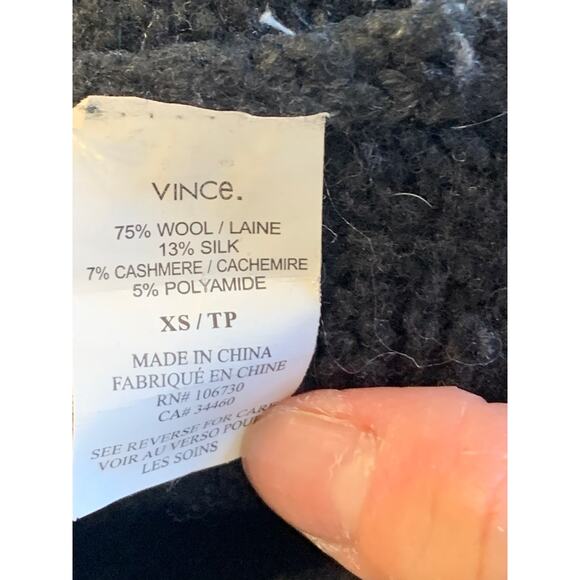 VINCe.
75% WOOL / LAINE
13% SILK
7% CASHMERE / CACHEMIRE
5% POLYAMIDE
XS / TP
MADE IN CHINA
FABRIQUÉ EN CHINE
RN# 106730
CA# 34460
SEE REVERSE FOR CARE
VOIR AU VERSO POUR
LES SOINS